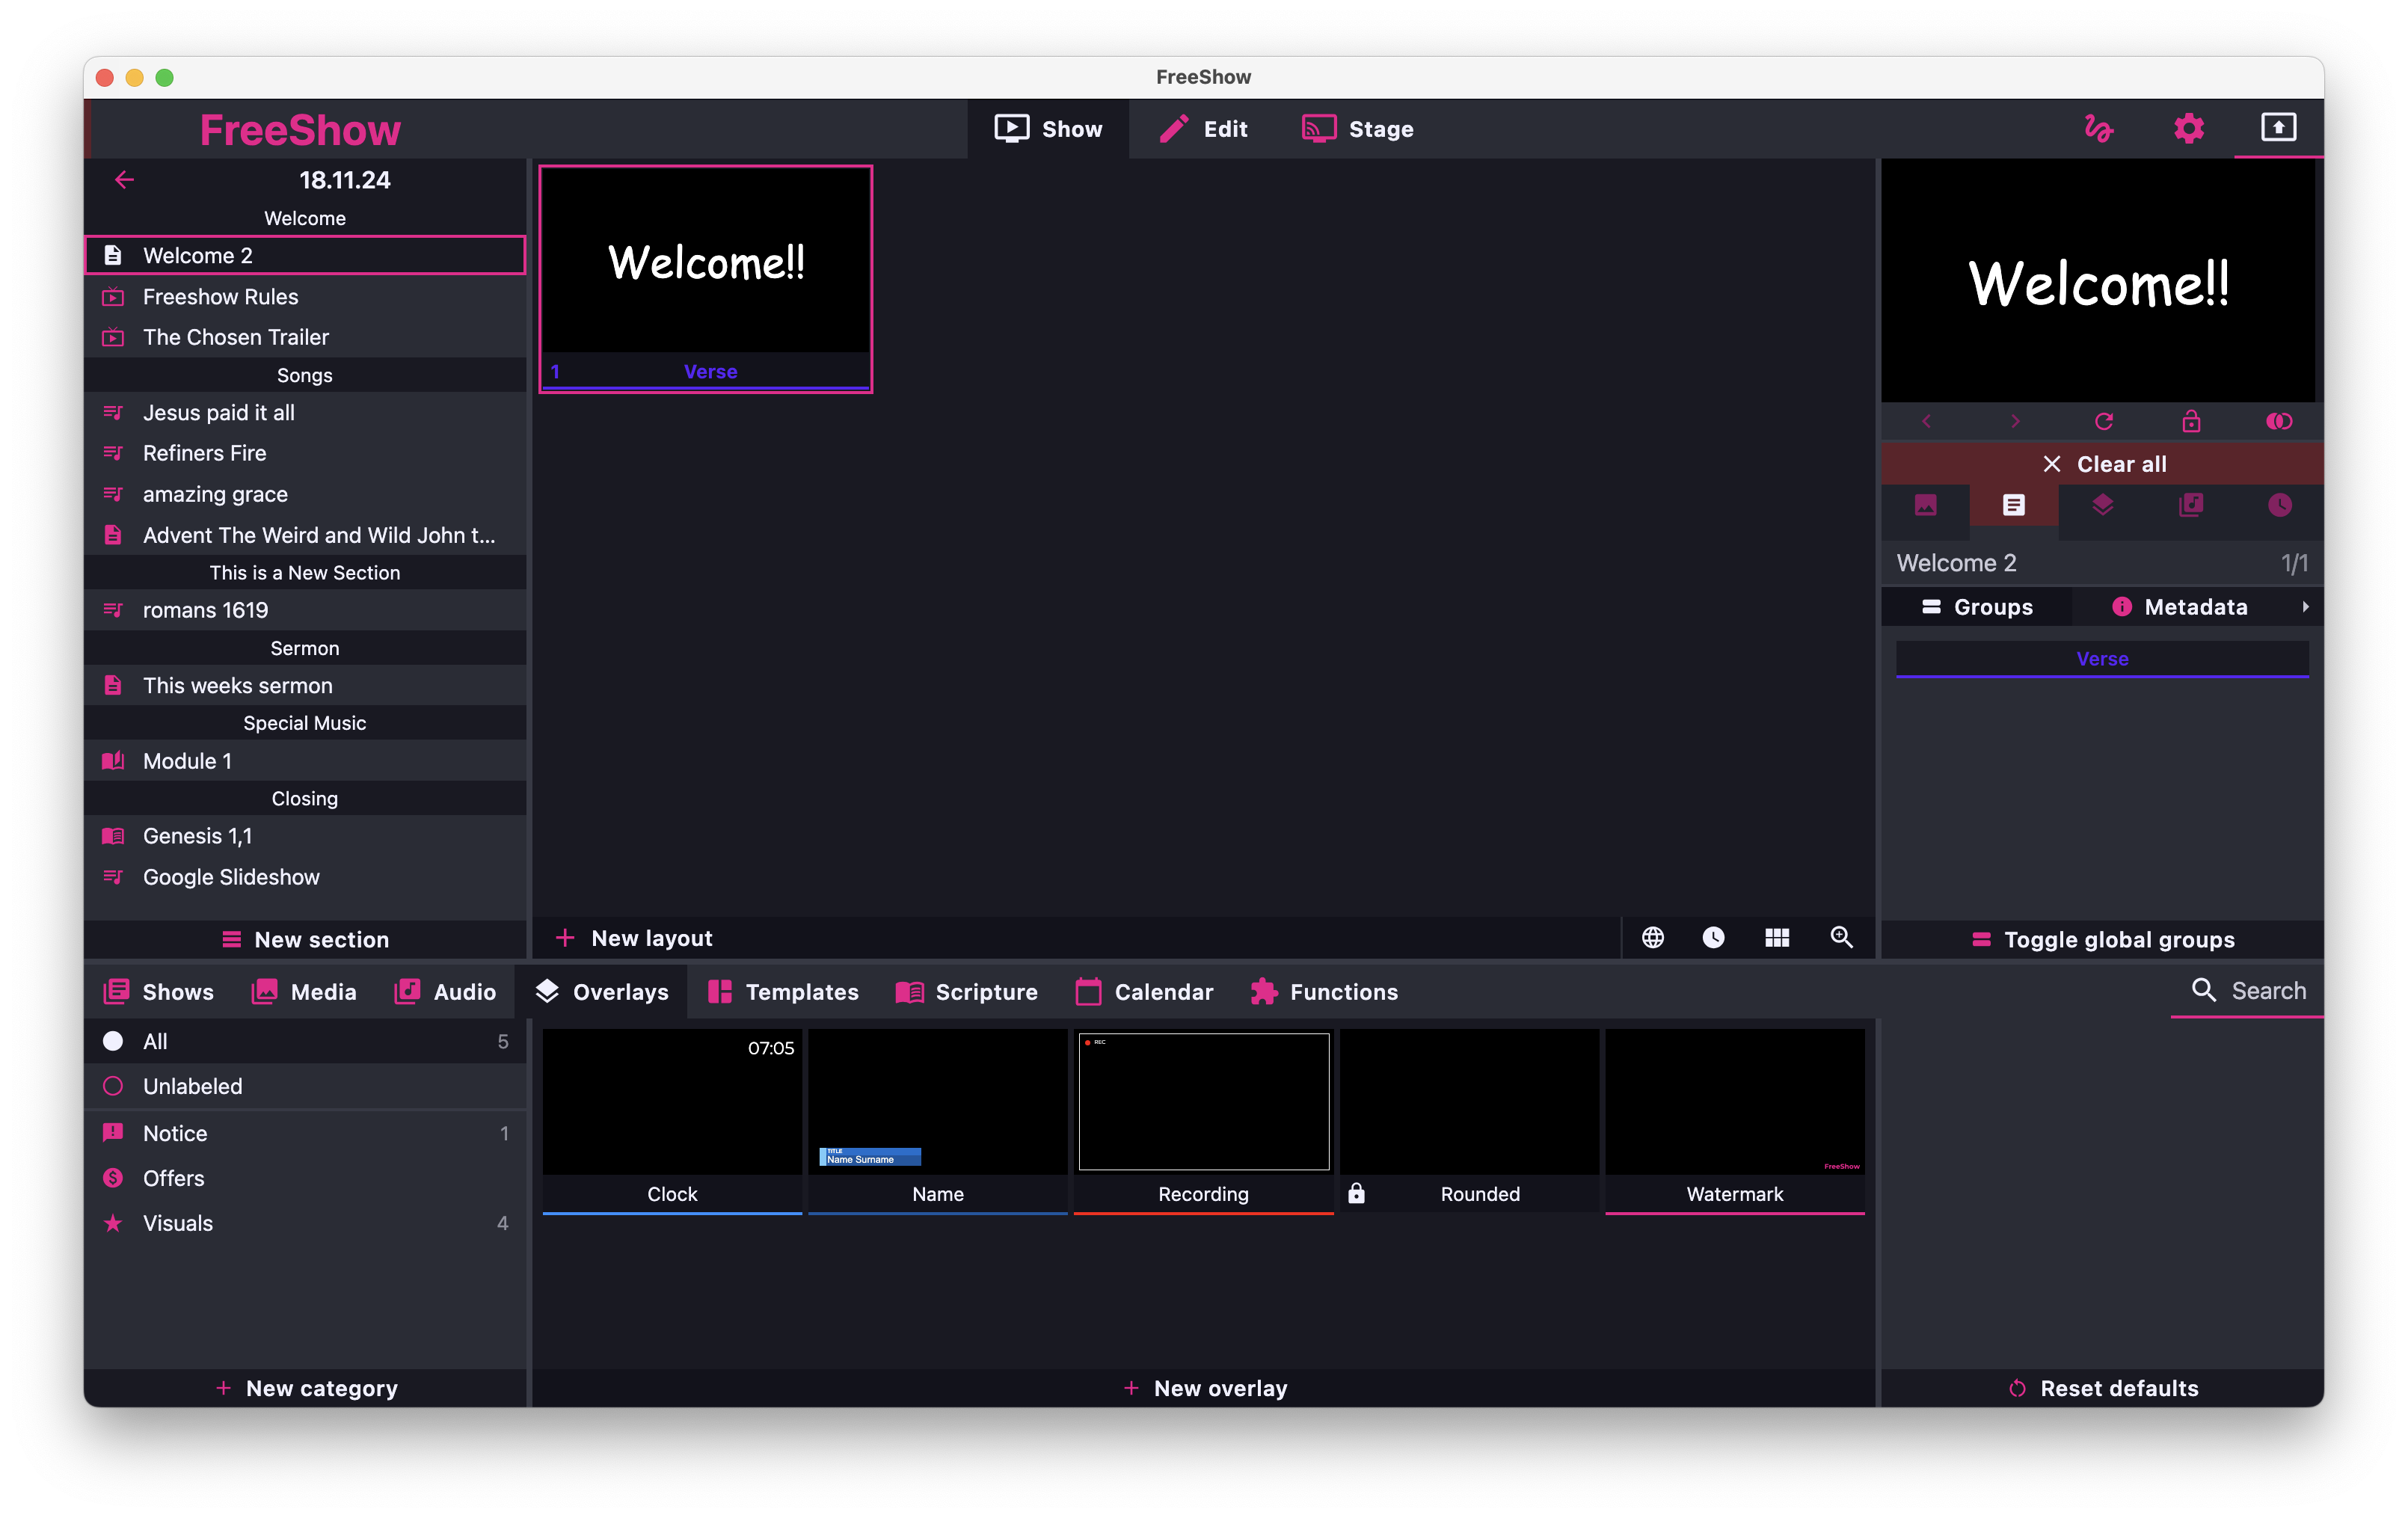 FreeShow
FreeShow
Show
Edit
Stage
18.11.24
Welcome
Welcome 2
Freeshow Rules
The Chosen Trailer
Songs
Jesus paid it all
Refiners Fire
amazing grace
Advent The Weird and Wild John t...
This is a New Section
romans 1619
Sermon
This weeks sermon
Special Music
Module 1
Closing
Genesis 1,1
Google Slideshow
New section
Welcome!!
1 Verse
New layout
Welcome!!
Clear all
Welcome 2 1/1
Groups
Metadata
Verse
Toggle global groups
Shows
Media
Audio
Overlays
Templates
Scripture
Calendar
Functions
Search
All 5
Unlabeled
Notice 1
Offers
Visuals 4
New category
07:05
Clock
TITLE
Name Surname
Name
REC
Recording
Rounded
FreeShow
Watermark
New overlay
Reset defaults